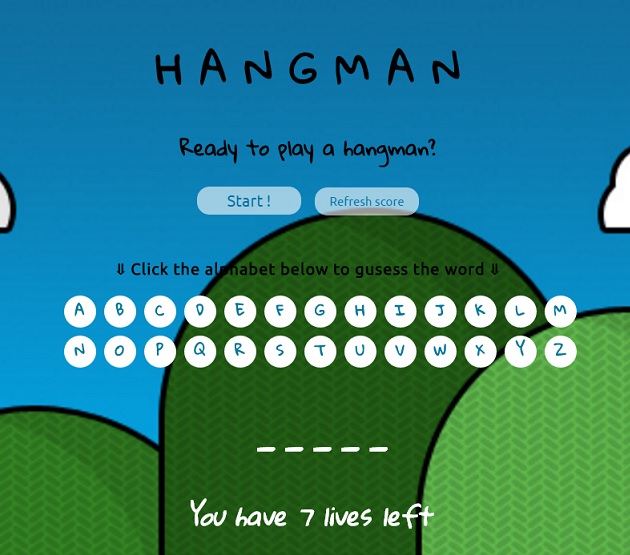 HANGMAN
Ready to play a hangman?
Start !
Refresh score
⇓ Click the alphabet below to gusess the word ⇓
A B C D E F G H I J K L M
N O P Q R S T U V W X Y Z
_ _ _ _ _
You have 7 lives left